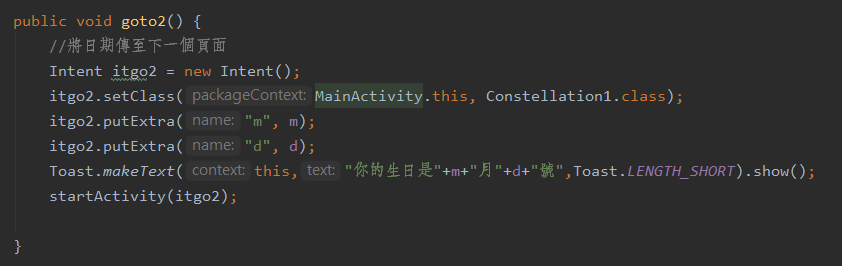 public void goto2() {
//將日期傳至下一個頁面
Intent itgo2 = new Intent();
itgo2.setClass( packageContext: MainActivity.this, Constellation1.class);
itgo2.putExtra( name: "m", m);
itgo2.putExtra( name: "d", d);
Toast.makeText( context: this, text: "你的生日是"+m+"月"+d+"號",Toast.LENGTH_SHORT).show();
startActivity(itgo2);
}